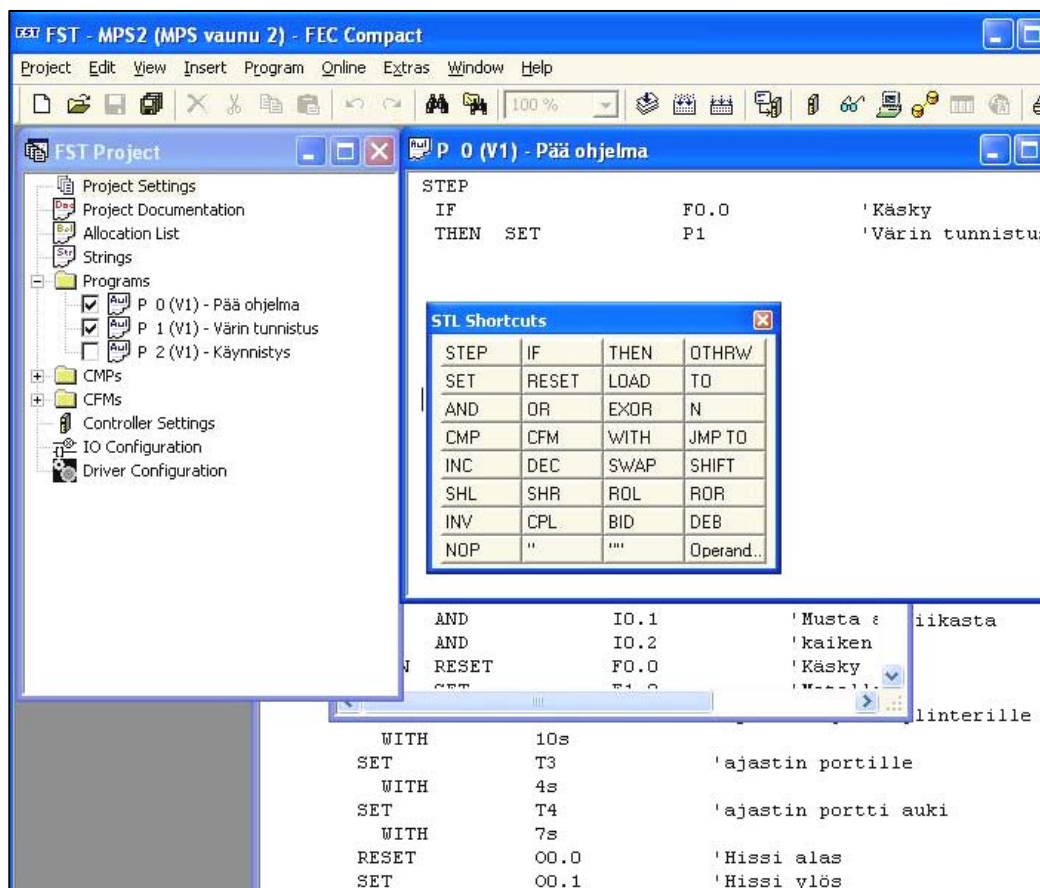 FST FST - MPS2 (MPS vaunu 2) - FEC Compact
Project Edit View Insert Program Online Extras Window Help
100 %
FST Project
Project Settings
Project Documentation
Allocation List
Strings
Programs
P 0 (V1) - Pää ohjelma
P 1 (V1) - Värin tunnistus
P 2 (V1) - Käynnistys
CMPs
CFMs
Controller Settings
IO Configuration
Driver Configuration
P 0 (V1) - Pää ohjelma
STEP
IF F0.0 'Käsky
THEN SET P1 'Värin tunnistus
STL Shortcuts
STEP IF THEN OTHRW
SET RESET LOAD TO
AND OR EXOR N
CMP CFM WITH JMP TO
INC DEC SWAP SHIFT
SHL SHR ROL ROR
INV CPL BID DEB
NOP " "" Operand..
AND I0.1 'Musta a iikasta
AND I0.2 'kaiken
N RESET F0.0 'Käsky
SET F1.0
linterille
WITH 10s
SET T3 'ajastin portille
WITH 4s
SET T4 'ajastin portti auki
WITH 7s
RESET O0.0 'Hissi alas
SET O0.1 'Hissi ylös